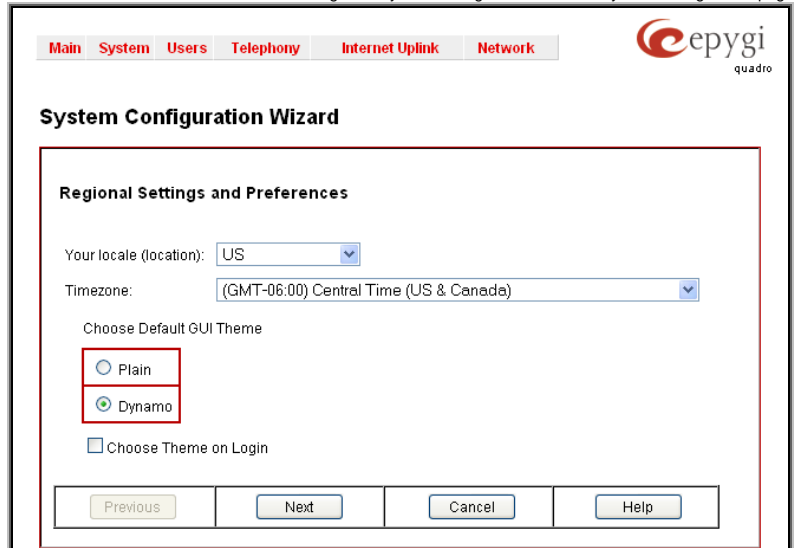 Main System Users Telephony Internet Uplink Network
epygi
quadro
System Configuration Wizard
Regional Settings and Preferences
Your locale (location): US
Timezone: (GMT-06:00) Central Time (US & Canada)
Choose Default GUI Theme
Plain
Dynamo
Choose Theme on Login
Previous Next Cancel Help